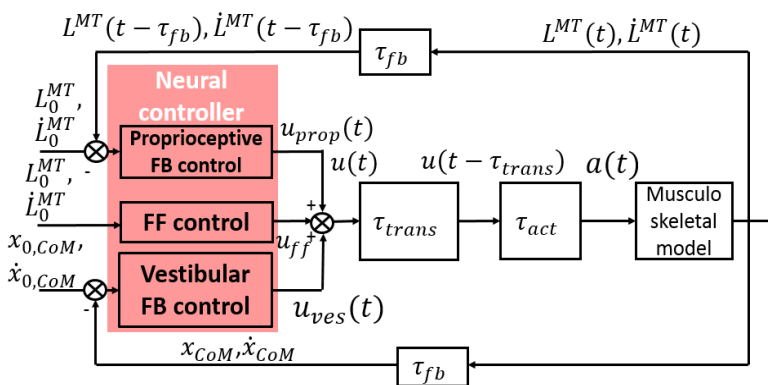 L^{MT}(t − τ_{fb}), L̇^{MT}(t − τ_{fb})
τ_{fb}
L^{MT}(t), L̇^{MT}(t)
Neural
controller
L_0^{MT},
L̇_0^{MT}
-
Proprioceptive
FB control
u_{prop}(t)
L_0^{MT},
L̇_0^{MT}
FF control
u_{ff}
+
+
u(t)
τ_{trans}
u(t − τ_{trans})
τ_{act}
a(t)
Musculo
skeletal
model
x_{0,CoM},
ẋ_{0,CoM}
-
Vestibular
FB control
u_{ves}(t)
x_{CoM}, ẋ_{CoM}
τ_{fb}